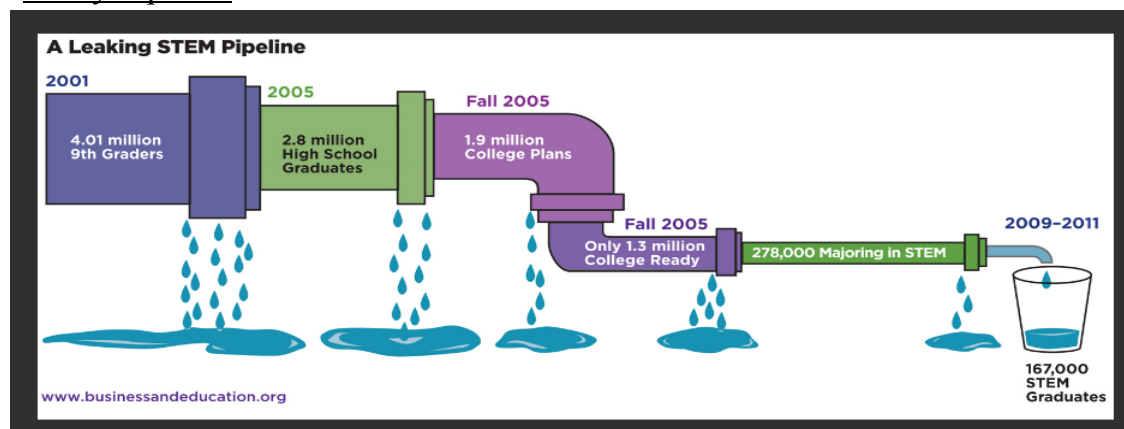 A Leaking STEM Pipeline
2001
4.01 million
9th Graders
2005
2.8 million
High School
Graduates
Fall 2005
1.9 million
College Plans
Fall 2005
Only 1.3 million
College Ready
278,000 Majoring in STEM
2009–2011
167,000
STEM
Graduates
www.businessandeducation.org